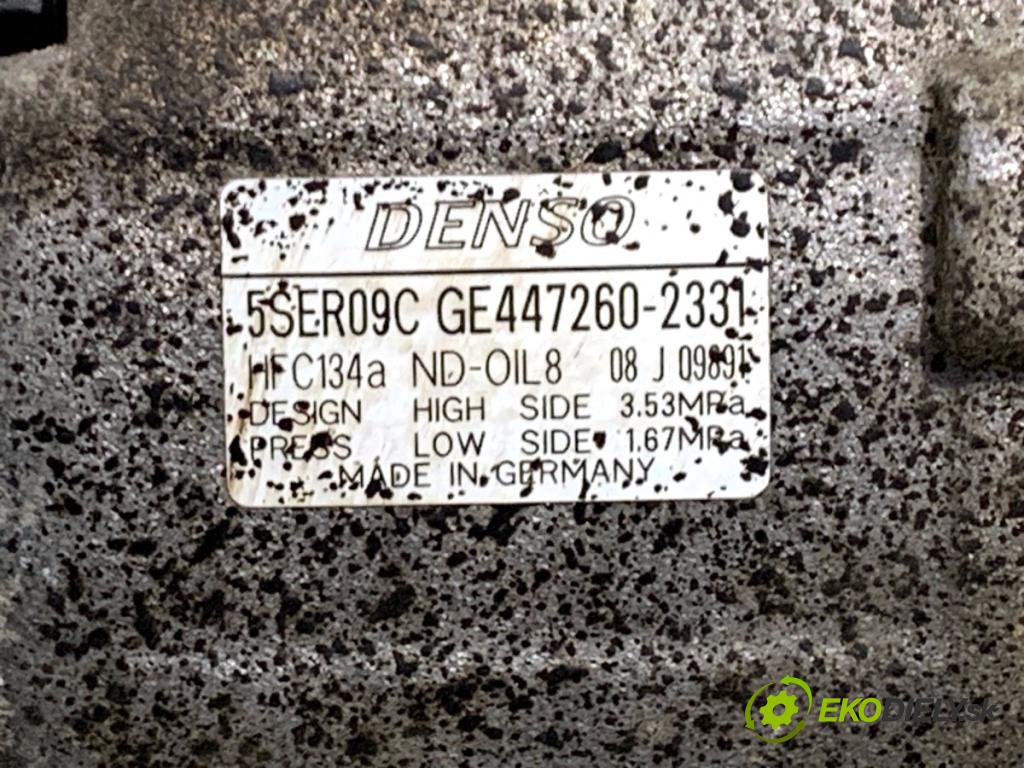 DENSO
5SER09C GE447260-2331
HFC134a ND-OIL8 08 J 09891
DESIGN HIGH SIDE 3.53MPa
PRESS LOW SIDE 1.67MPa
MADE IN GERMANY
EKODIELY.sk